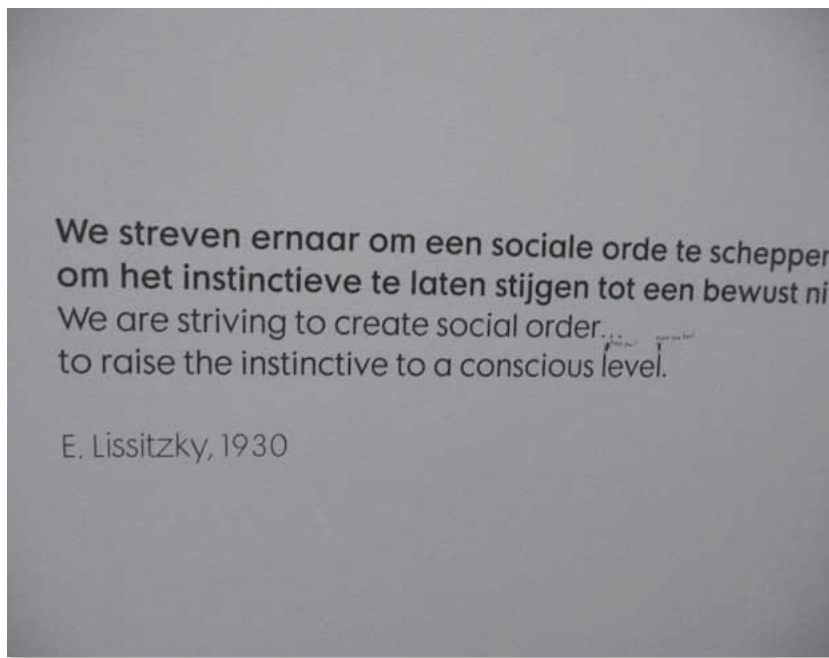 We streven ernaar om een sociale orde te schepper
om het instinctieve te laten stijgen tot een bewust ni
We are striving to create social order...
to raise the instinctive to a conscious level.
E. Lissitzky, 1930